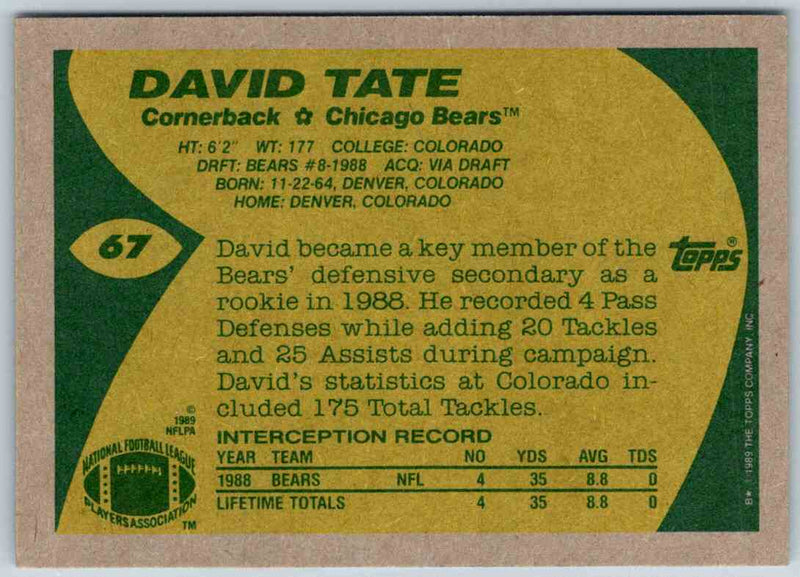 DAVID TATE
Cornerback ✩ Chicago Bears™
HT: 6'2" WT: 177 COLLEGE: COLORADO
DRFT: BEARS #8-1988 ACQ: VIA DRAFT
BORN: 11-22-64, DENVER, COLORADO
HOME: DENVER, COLORADO
67
topps®
David became a key member of the
Bears' defensive secondary as a
rookie in 1988. He recorded 4 Pass
Defenses while adding 20 Tackles
and 25 Assists during campaign.
David's statistics at Colorado in-
cluded 175 Total Tackles.
INTERCEPTION RECORD
YEAR TEAM NO YDS AVG TDS
1988 BEARS NFL 4 35 8.8 0
LIFETIME TOTALS 4 35 8.8 0
©
1989
NFLPA
NATIONAL FOOTBALL LEAGUE
PLAYERS ASSOCIATION
™
B* © 1989 THE TOPPS COMPANY, INC.